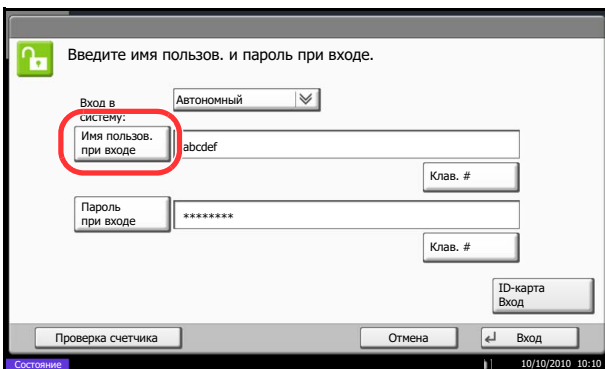 Введите имя пользов. и пароль при входе.
Вход в систему:
Автономный
Имя пользов.
при входе
abcdef
Клав. #
Пароль
при входе
********
Клав. #
ID-карта
Вход
Проверка счетчика
Отмена
Вход
Состояние
10/10/2010 10:10